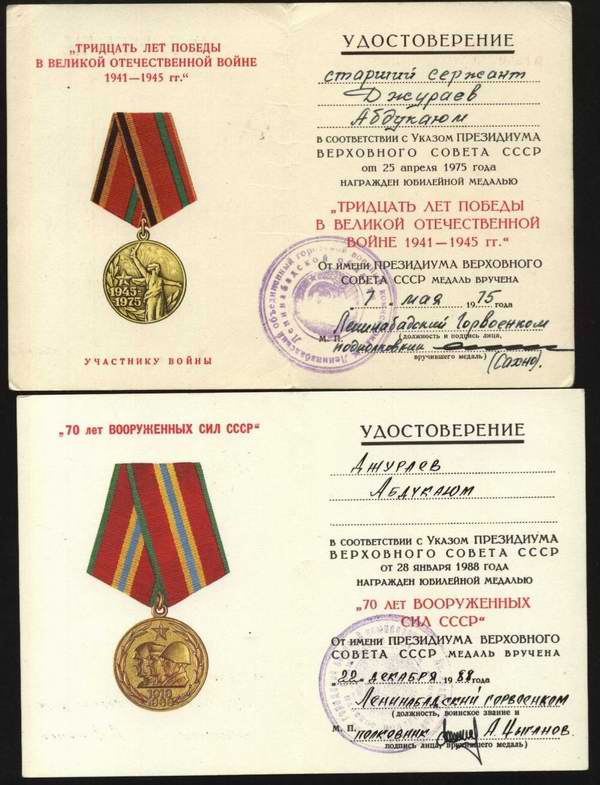 „ТРИДЦАТЬ ЛЕТ ПОБЕДЫ
В ВЕЛИКОЙ ОТЕЧЕСТВЕННОЙ ВОЙНЕ
1941—1945 гг.“
1945-
1975
УЧАСТНИКУ ВОЙНЫ
УДОСТОВЕРЕНИЕ
старший сержант
Джураев
Абдукаюм
В СООТВЕТСТВИИ С УКАЗОМ ПРЕЗИДИУМА
ВЕРХОВНОГО СОВЕТА СССР
от 25 апреля 1975 года
НАГРАЖДЕН ЮБИЛЕЙНОЙ МЕДАЛЬЮ
„ТРИДЦАТЬ ЛЕТ ПОБЕДЫ
В ВЕЛИКОЙ ОТЕЧЕСТВЕННОЙ
ВОЙНЕ 1941—1945 гг.“
ОТ ИМЕНИ ПРЕЗИДИУМА ВЕРХОВНОГО
СОВЕТА СССР МЕДАЛЬ ВРУЧЕНА
7 мая 1975 года
Ленинабадский Горвоенком
М. П. (должность и подпись лица,
подполковник
вручившего медаль)
(Сахно).
„70 лет ВООРУЖЕННЫХ СИЛ СССР“
1918
1988
УДОСТОВЕРЕНИЕ
Джураев
Абдукаюм
В СООТВЕТСТВИИ С УКАЗОМ ПРЕЗИДИУМА
ВЕРХОВНОГО СОВЕТА СССР
ОТ 28 ЯНВАРЯ 1988 ГОДА
НАГРАЖДЕН ЮБИЛЕЙНОЙ МЕДАЛЬЮ
„70 ЛЕТ ВООРУЖЕННЫХ
СИЛ СССР“
ОТ ИМЕНИ ПРЕЗИДИУМА ВЕРХОВНОГО
СОВЕТА СССР МЕДАЛЬ ВРУЧЕНА
„22“ декабря 1988 года
Ленинабадский горвоенком
(должность, воинское звание и
М. П. полковник А. Цыганов
подпись лица, вручившего медаль)